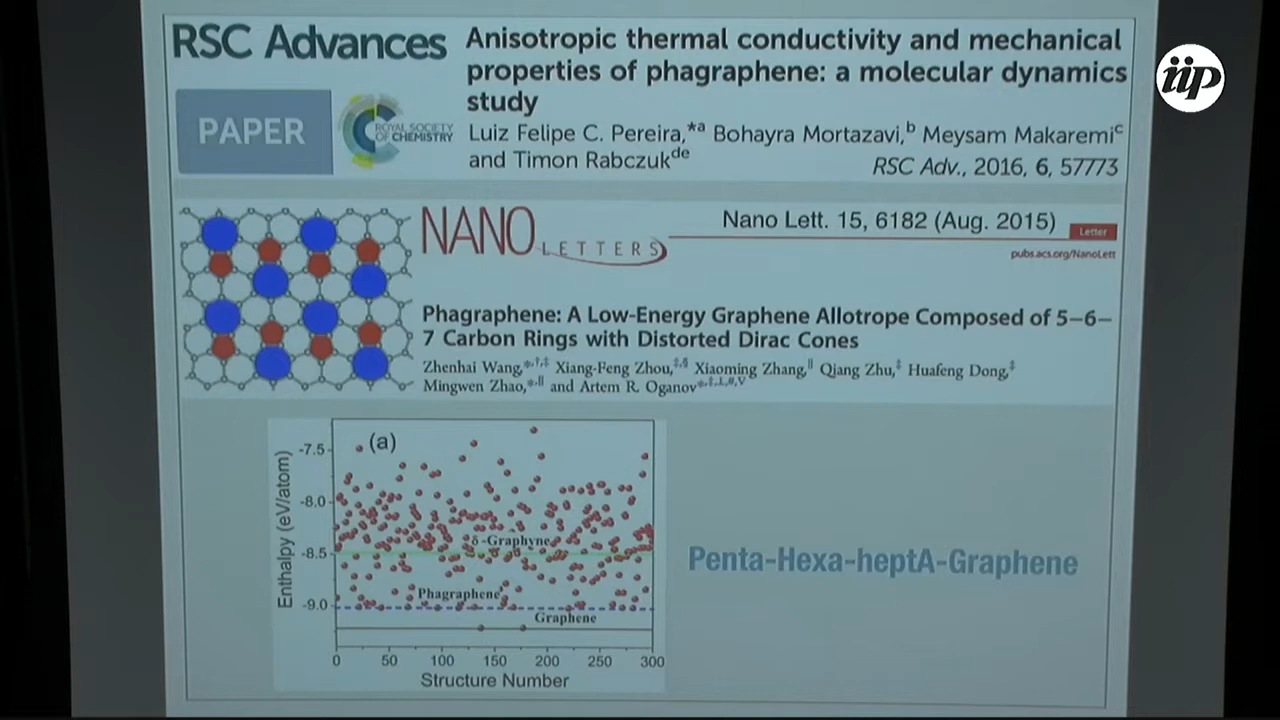 RSC Advances
Anisotropic thermal conductivity and mechanical
properties of phagraphene: a molecular dynamics
study
PAPER
ROYAL SOCIETY
OF CHEMISTRY
Luiz Felipe C. Pereira,*a Bohayra Mortazavi,b Meysam Makaremic
and Timon Rabczukde
RSC Adv., 2016, 6, 57773
iip
NANO LETTERS
Nano Lett. 15, 6182 (Aug. 2015)
Letter
pubs.acs.org/NanoLett
Phagraphene: A Low-Energy Graphene Allotrope Composed of 5–6–
7 Carbon Rings with Distorted Dirac Cones
Zhenhai Wang,*,†,‡ Xiang-Feng Zhou,‡,§ Xiaoming Zhang,|| Qiang Zhu,‡ Huafeng Dong,‡
Mingwen Zhao,*,|| and Artem R. Oganov*,‡,⊥,#,∇
(a)
Enthalpy (eV/atom)
-7.5
-8.0
-8.5
-9.0
δ-Graphyne
Phagraphene
Graphene
0 50 100 150 200 250 300
Structure Number
Penta-Hexa-heptA-Graphene